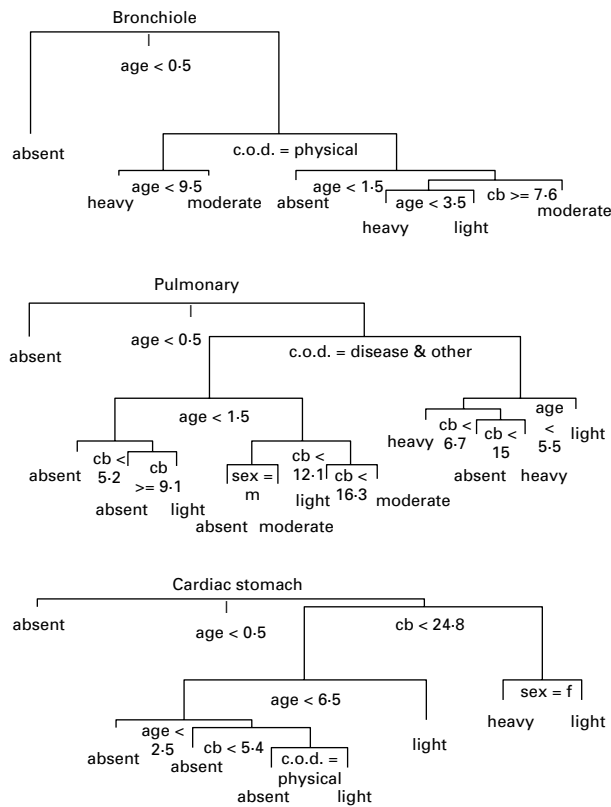 Bronchiole
age < 0·5
absent
c.o.d. = physical
age < 9·5
heavy
moderate
age < 1·5
absent
cb >= 7·6
age < 3·5
moderate
heavy
light
Pulmonary
age < 0·5
absent
c.o.d. = disease & other
age < 1·5
absent
cb <
5·2
cb
>= 9·1
absent
light
sex =
m
absent
moderate
cb <
12·1
light
cb <
16·3
moderate
age
<
5·5
light
heavy
cb <
6·7
cb <
15
absent
heavy
Cardiac stomach
absent
age < 0·5
cb < 24·8
age < 6·5
sex = f
heavy
light
light
age <
2·5
absent
cb < 5·4
absent
c.o.d. =
physical
absent
light